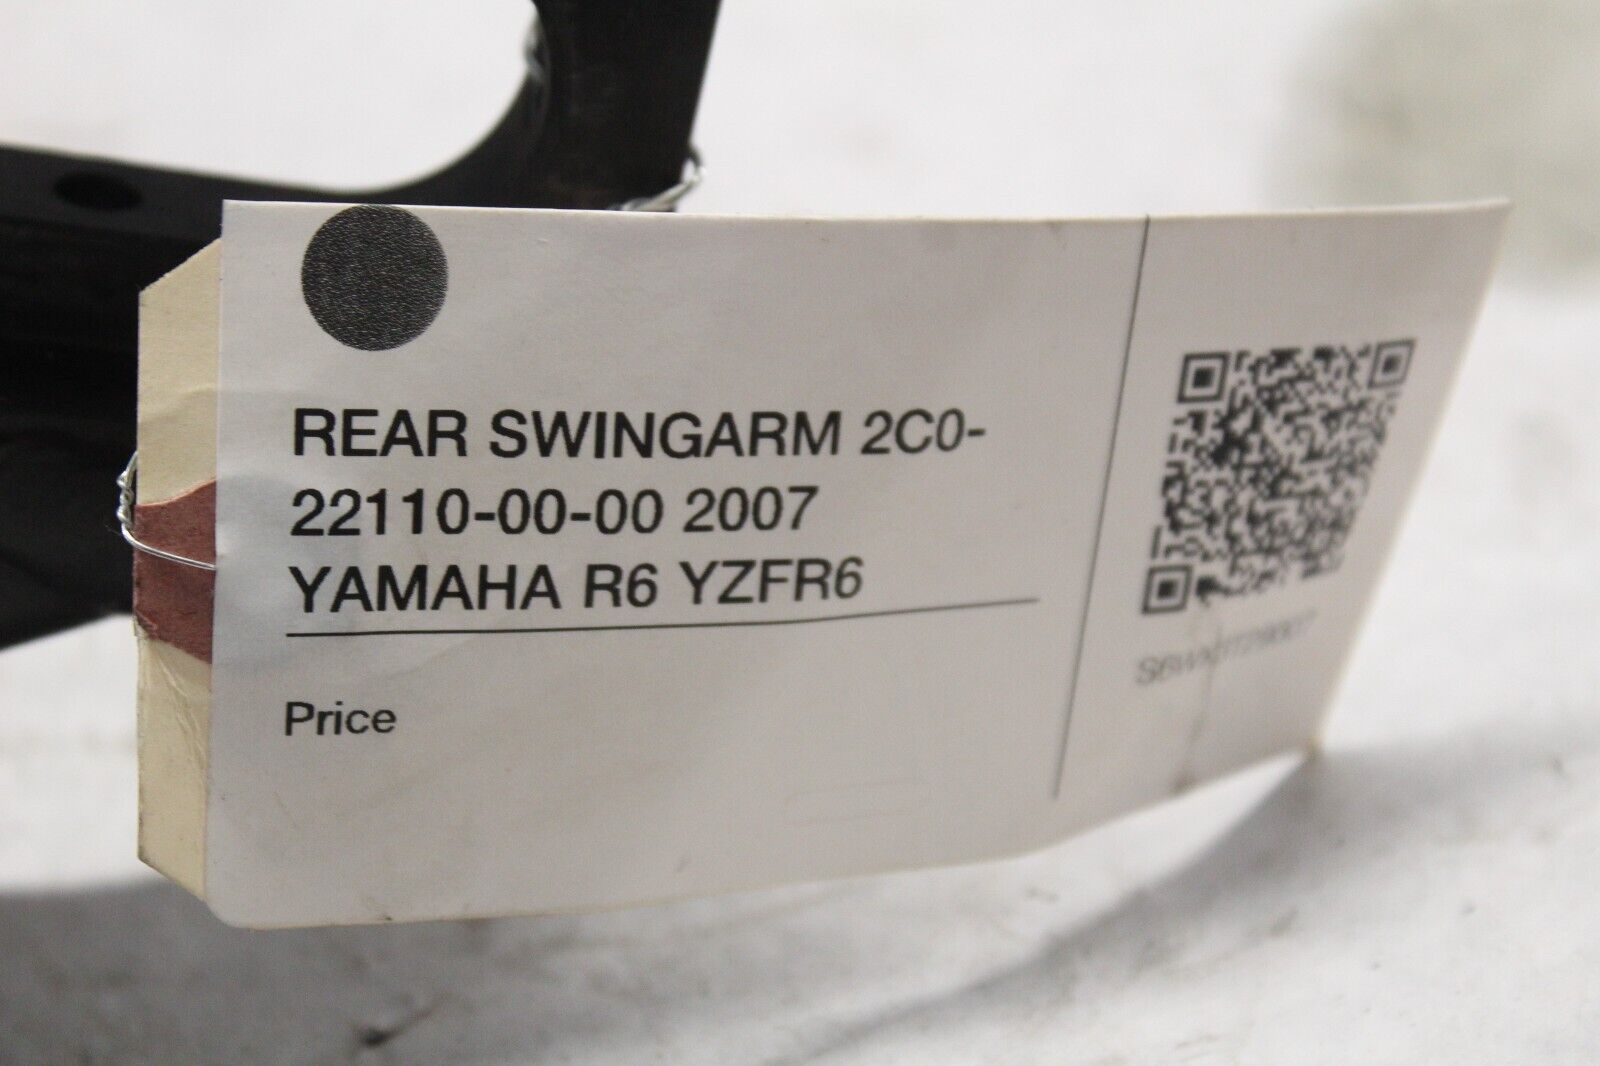 REAR SWINGARM 2C0-
22110-00-00 2007
YAMAHA R6 YZFR6
Price